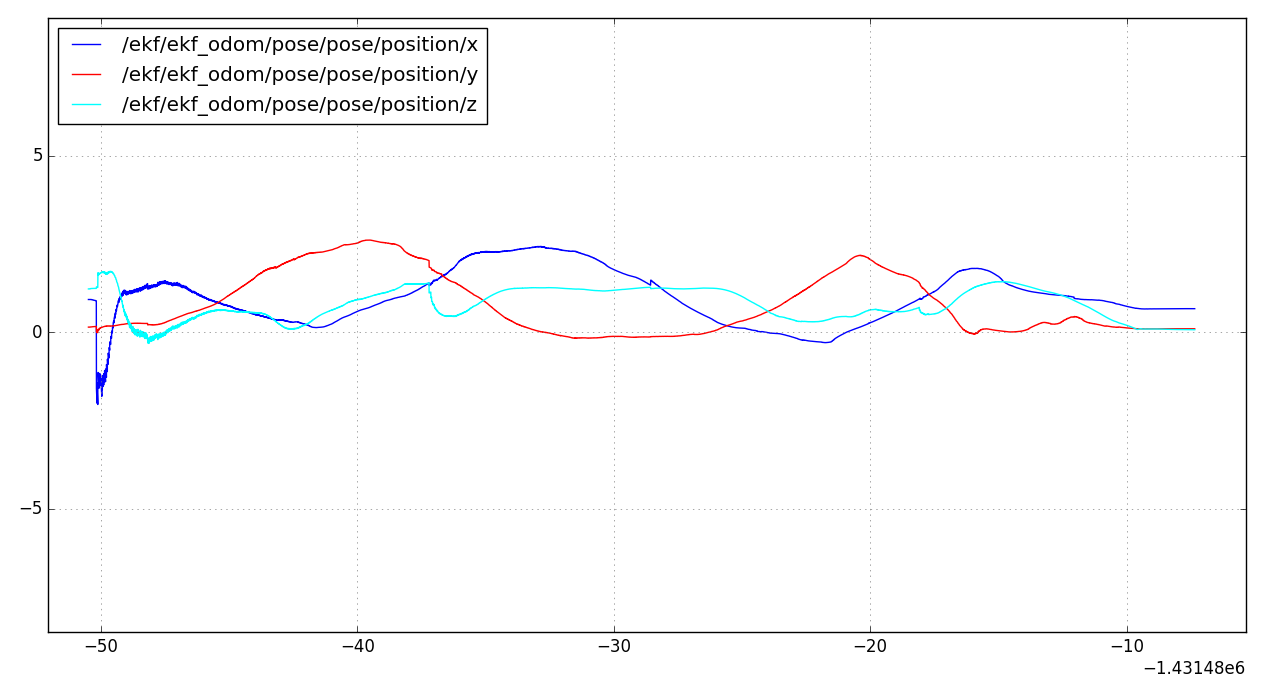 /ekf/ekf_odom/pose/pose/position/x
/ekf/ekf_odom/pose/pose/position/y
/ekf/ekf_odom/pose/pose/position/z
5
0
−5
−50
−40
−30
−20
−10
−1.43148e6